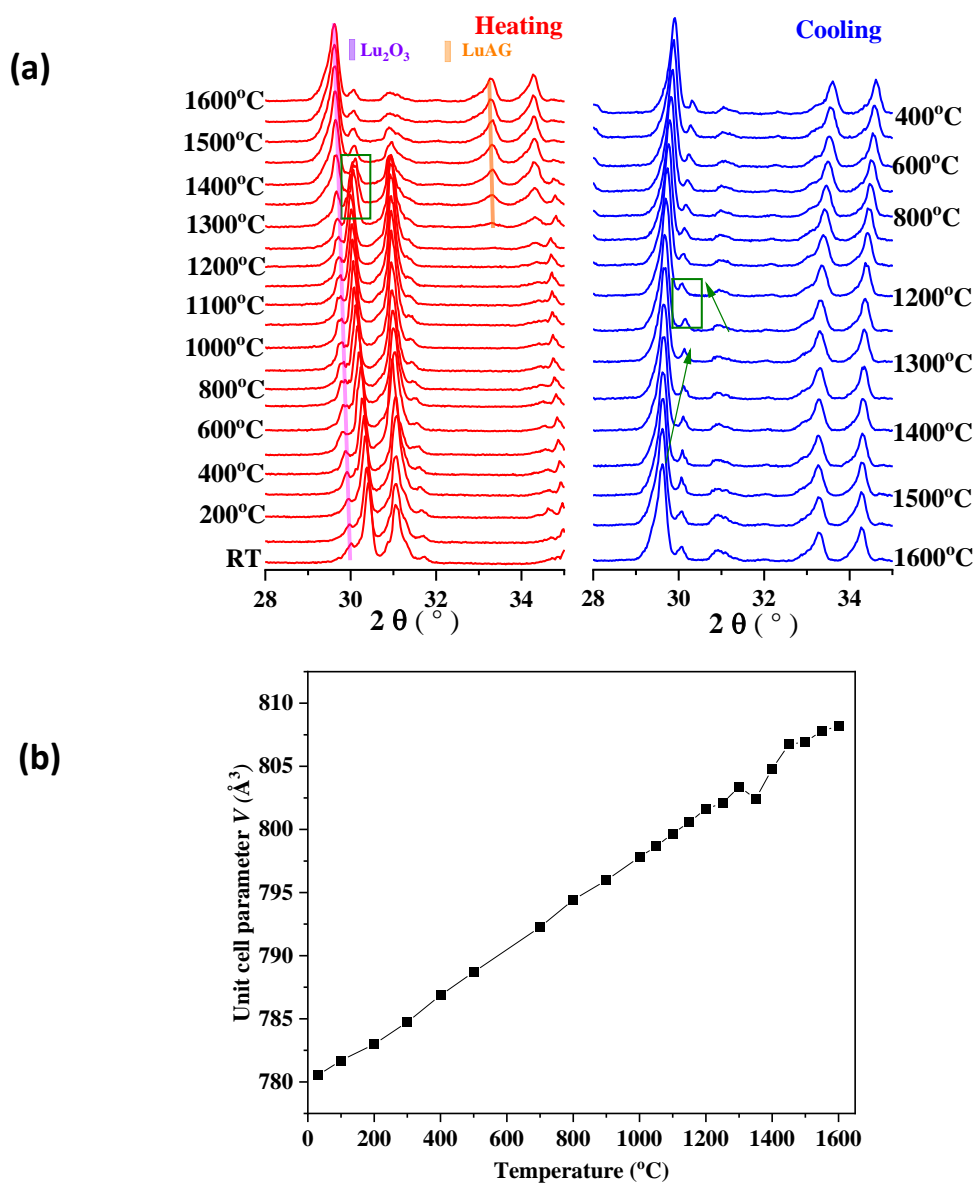 (a)
Heating
Cooling
Lu₂O₃
LuAG
1600°C
1500°C
1400°C
1300°C
1200°C
1100°C
1000°C
800°C
600°C
400°C
200°C
RT
28 30 32 34
2 θ ( ° )
400°C
600°C
800°C
1200°C
1300°C
1400°C
1500°C
1600°C
28 30 32 34
2 θ ( ° )
(b)
Unit cell parameter V (Å³)
810
805
800
795
790
785
780
0 200 400 600 800 1000 1200 1400 1600
Temperature (°C)